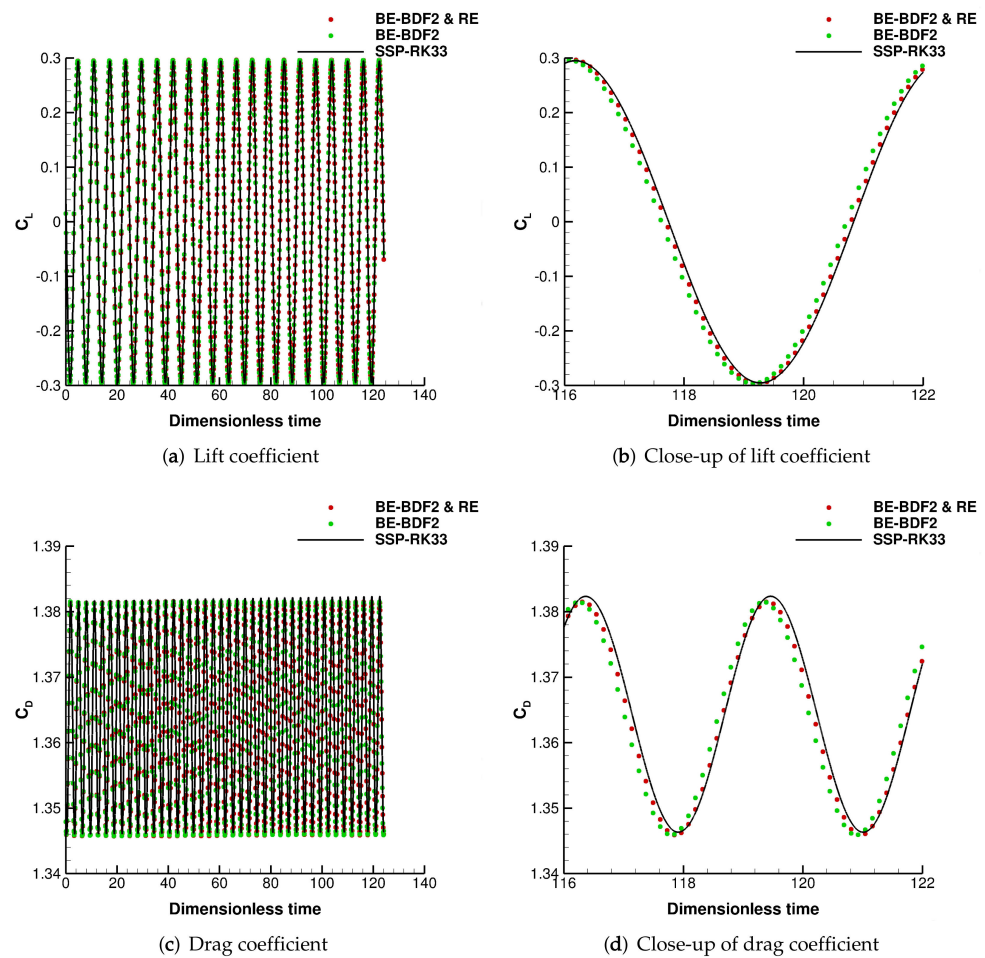 BE-BDF2 & RE
BE-BDF2
SSP-RK33
0.3
0.2
0.1
0
-0.1
-0.2
-0.3
C_L
0 20 40 60 80 100 120 140
Dimensionless time
(a) Lift coefficient
BE-BDF2 & RE
BE-BDF2
SSP-RK33
0.3
0.2
0.1
0
-0.1
-0.2
-0.3
C_L
116 118 120 122
Dimensionless time
(b) Close-up of lift coefficient
BE-BDF2 & RE
BE-BDF2
SSP-RK33
1.39
1.38
1.37
1.36
1.35
1.34
C_D
0 20 40 60 80 100 120 140
Dimensionless time
(c) Drag coefficient
BE-BDF2 & RE
BE-BDF2
SSP-RK33
1.39
1.38
1.37
1.36
1.35
1.34
C_D
116 118 120 122
Dimensionless time
(d) Close-up of drag coefficient